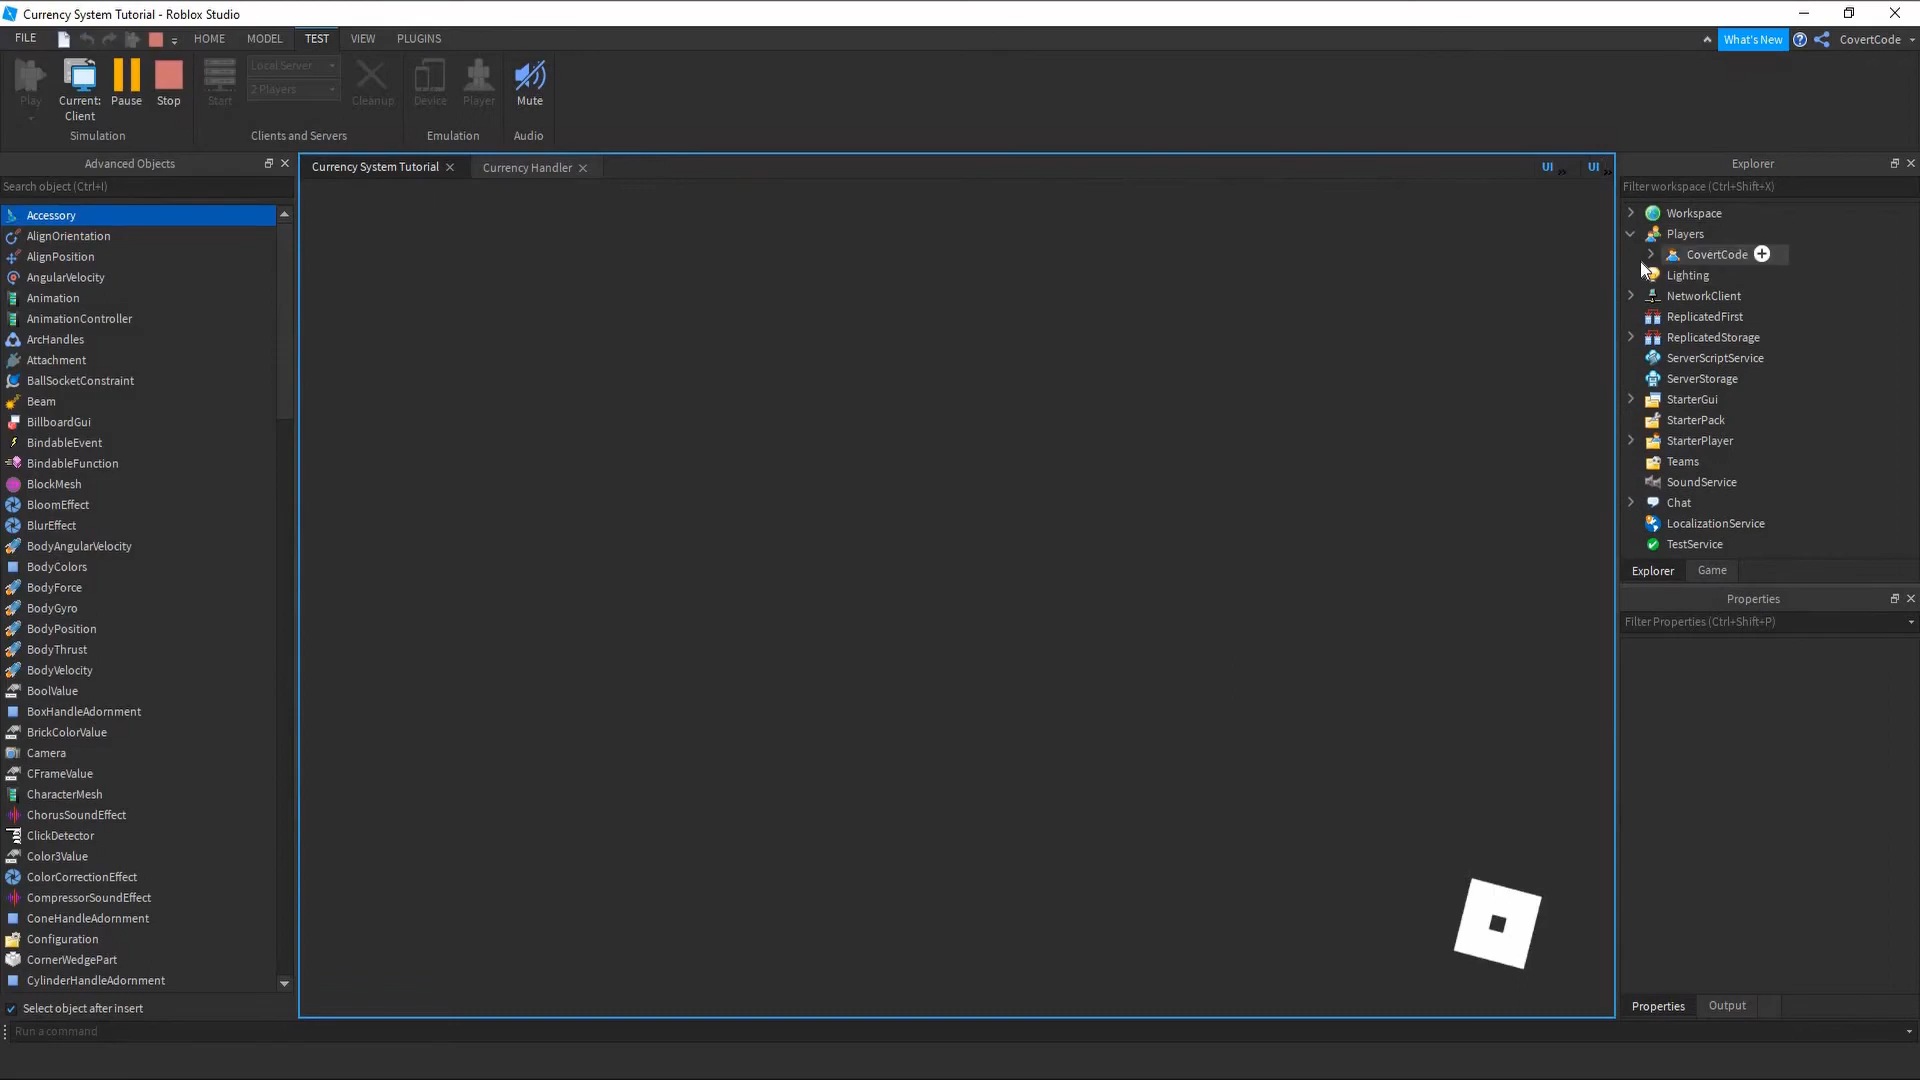 Currency System Tutorial - Roblox Studio
FILE HOME MODEL TEST VIEW PLUGINS What's New CovertCode
Play Current: Client Pause Stop Start Local Server 2 Players Cleanup Device Player Mute
Simulation Clients and Servers Emulation Audio
Advanced Objects
Search object (Ctrl+I)
Accessory
AlignOrientation
AlignPosition
AngularVelocity
Animation
AnimationController
ArcHandles
Attachment
BallSocketConstraint
Beam
BillboardGui
BindableEvent
BindableFunction
BlockMesh
BloomEffect
BlurEffect
BodyAngularVelocity
BodyColors
BodyForce
BodyGyro
BodyPosition
BodyThrust
BodyVelocity
BoolValue
BoxHandleAdornment
BrickColorValue
Camera
CFrameValue
CharacterMesh
ChorusSoundEffect
ClickDetector
Color3Value
ColorCorrectionEffect
CompressorSoundEffect
ConeHandleAdornment
Configuration
CornerWedgePart
CylinderHandleAdornment
Select object after insert
Run a command
Currency System Tutorial Currency Handler UI UI
Explorer
Filter workspace (Ctrl+Shift+X)
Workspace
Players
CovertCode
Lighting
NetworkClient
ReplicatedFirst
ReplicatedStorage
ServerScriptService
ServerStorage
StarterGui
StarterPack
StarterPlayer
Teams
SoundService
Chat
LocalizationService
TestService
Explorer Game
Properties
Filter Properties (Ctrl+Shift+P)
Properties Output